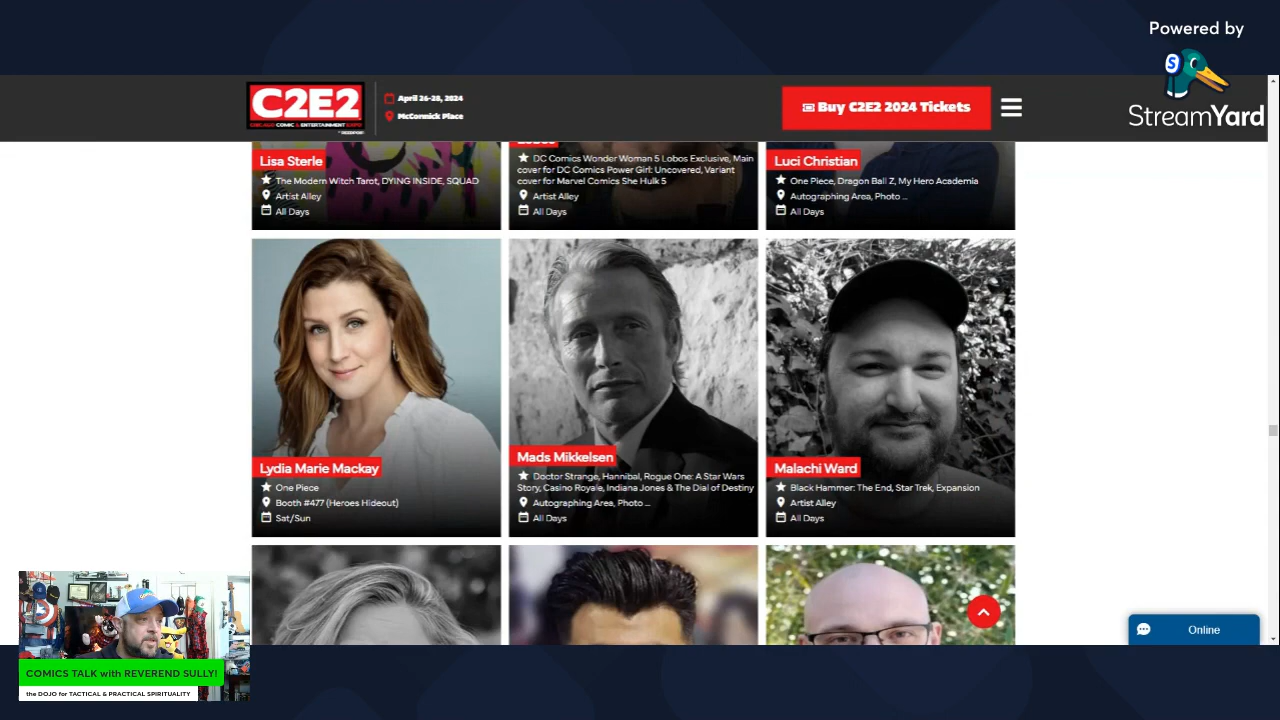 Powered by
StreamYard
C2E2
CHICAGO COMIC & ENTERTAINMENT EXPO
April 26-28, 2024
McCormick Place
Buy C2E2 2024 Tickets
Lisa Sterle
The Modern Witch Tarot, DYING INSIDE, SQUAD
Artist Alley
All Days
Lobos
DC Comics Wonder Woman 5 Lobos Exclusive, Main
cover for DC Comics Power Girl: Uncovered, Variant
cover for Marvel Comics She Hulk 5
Artist Alley
All Days
Luci Christian
One Piece, Dragon Ball Z, My Hero Academia
Autographing Area, Photo ...
All Days
Lydia Marie Mackay
One Piece
Booth #477 (Heroes Hideout)
Sat/Sun
Mads Mikkelsen
Doctor Strange, Hannibal, Rogue One: A Star Wars
Story, Casino Royale, Indiana Jones & The Dial of Destiny
Autographing Area, Photo ...
All Days
Malachi Ward
Black Hammer: The End, Star Trek, Expansion
Artist Alley
All Days
Online
COMICS TALK with REVEREND SULLY!
the DOJO for TACTICAL & PRACTICAL SPIRITUALITY